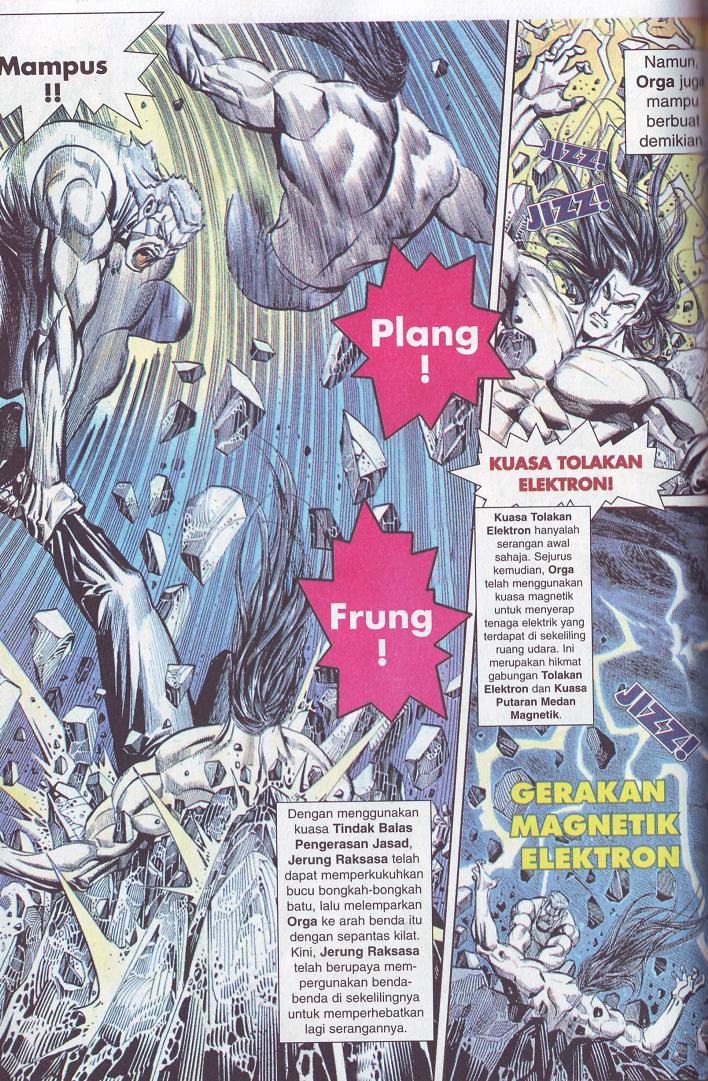 Mampus
!!
Plang
!
Frung
!
Dengan menggunakan
kuasa Tindak Balas
Pengerasan Jasad,
Jerung Raksasa telah
dapat memperkukuhkan
bucu bongkah-bongkah
batu, lalu melemparkan
Orga ke arah benda itu
dengan sepantas kilat.
Kini, Jerung Raksasa
telah berupaya mem-
pergunakan benda-
benda di sekelilingnya
untuk memperhebatkan
lagi serangannya.
Namun,
Orga juga
mampu
berbuat
demikian
JIZZ!
JIZZ!
KUASA TOLAKAN
ELEKTRON!
Kuasa Tolakan
Elektron hanyalah
serangan awal
sahaja. Sejurus
kemudian, Orga
telah menggunakan
kuasa magnetik
untuk menyerap
tenaga elektrik yang
terdapat di sekeliling
ruang udara. Ini
merupakan hikmat
gabungan Tolakan
Elektron dan Kuasa
Putaran Medan
Magnetik.
JIZZ!
GERAKAN
MAGNETIK
ELEKTRON